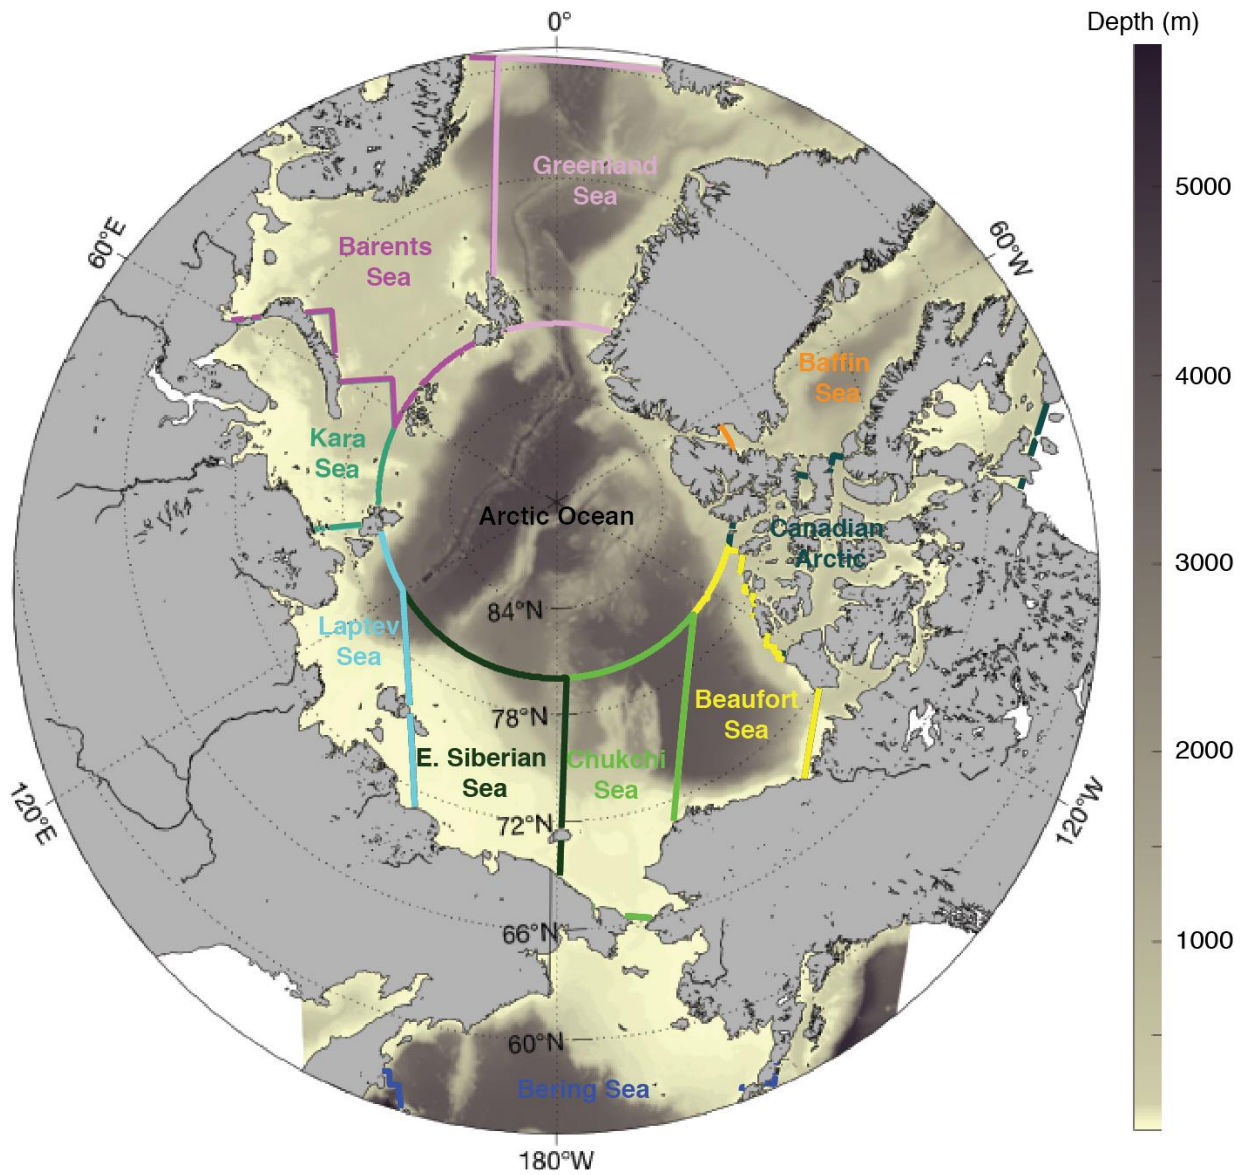 Depth (m)
0°
5000
Greenland
Sea
Barents
Sea
60°E
60°W
Baffin
Sea
4000
Kara
Sea
Arctic Ocean
Canadian
Arctic
3000
84°N
Laptev
Sea
Beaufort
Sea
78°N
2000
E. Siberian
Sea
Chukchi
Sea
120°E
120°W
72°N
66°N
1000
60°N
Bering Sea
180°W